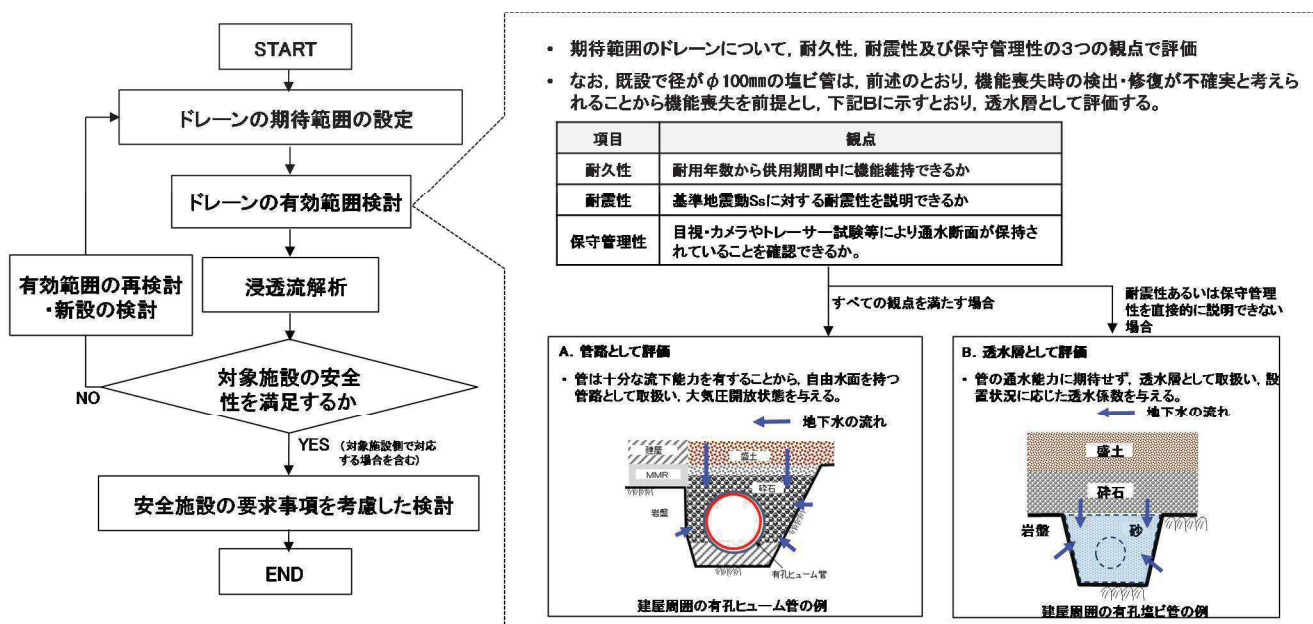 START
ドレーンの期待範囲の設定
ドレーンの有効範囲検討
浸透流解析
有効範囲の再検討
・新設の検討
対象施設の安全
性を満足するか
NO
YES (対象施設側で対応
する場合を含む)
安全施設の要求事項を考慮した検討
END
・ 期待範囲のドレーンについて，耐久性，耐震性及び保守管理性の３つの観点で評価
・ なお，既設で径がφ100㎜の塩ビ管は，前述のとおり，機能喪失時の検出・修復が不確実と考えら
れることから機能喪失を前提とし，下記Bに示すとおり，透水層として評価する。
項目 観点
耐久性 耐用年数から供用期間中に機能維持できるか
耐震性 基準地震動Ssに対する耐震性を説明できるか
保守管理性 目視・カメラやトレーサー試験等により通水断面が保持さ
れていることを確認できるか。
すべての観点を満たす場合
耐震性あるいは保守管理
性を直接的に説明できない
場合
A．管路として評価
・ 管は十分な流下能力を有することから，自由水面を持つ
管路として取扱い，大気圧開放状態を与える。
地下水の流れ
建屋
盛土
MMR
砕石
岩盤
有孔ヒューム管
建屋周囲の有孔ヒューム管の例
B．透水層として評価
・ 管の通水能力に期待せず，透水層として取扱い，設
置状況に応じた透水係数を与える。
地下水の流れ
盛土
砕石
岩盤
砂
建屋周囲の有孔塩ビ管の例